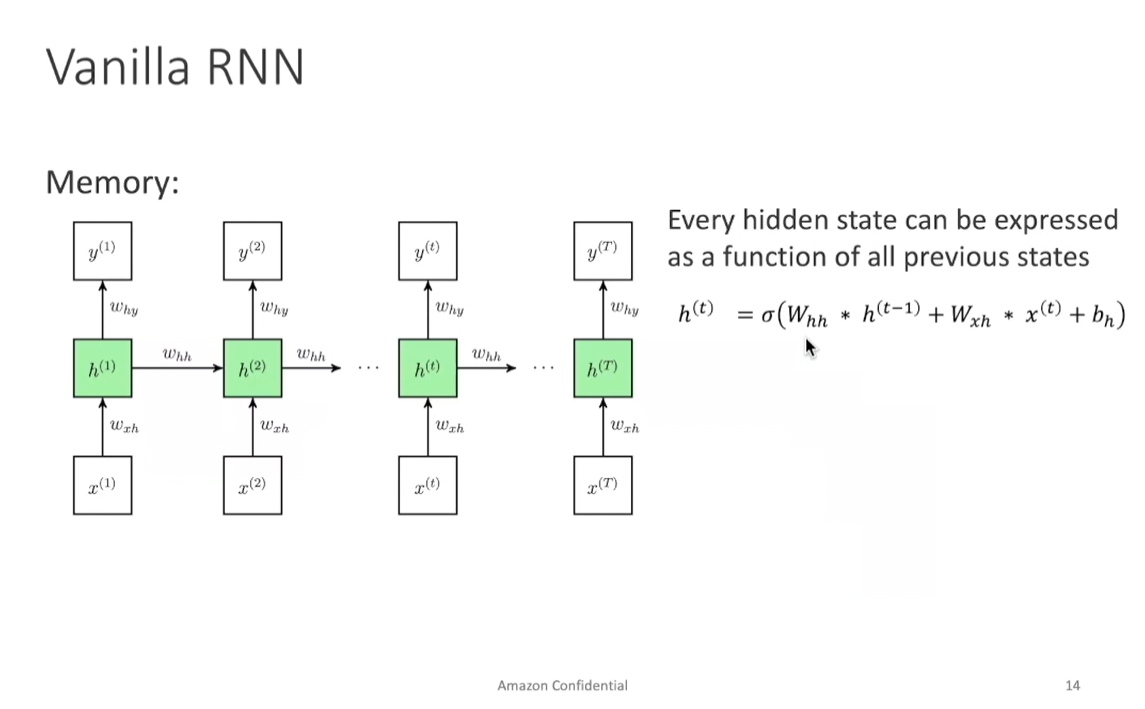 Vanilla RNN
Memory:
Every hidden state can be expressed
as a function of all previous states
h^(t) = σ(W_hh * h^(t−1) + W_xh * x^(t) + b_h)
y^(1) y^(2) y^(t) y^(T)
w_hy w_hy w_hy w_hy
h^(1) w_hh h^(2) w_hh ... h^(t) w_hh ... h^(T)
w_xh w_xh w_xh w_xh
x^(1) x^(2) x^(t) x^(T)
Amazon Confidential 14